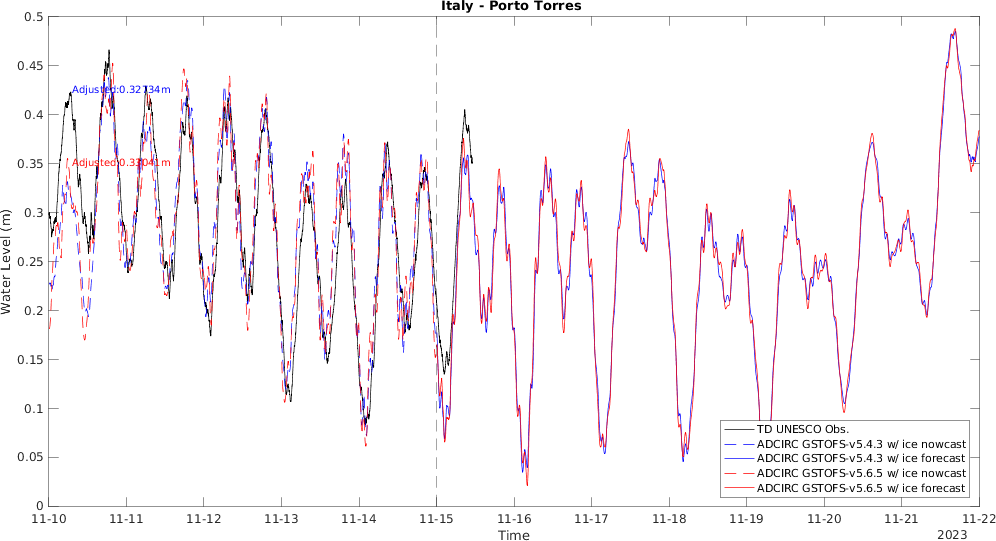 Italy - Porto Torres
Water Level (m)
0.5
0.45
0.4
0.35
0.3
0.25
0.2
0.15
0.1
0.05
0
Adjusted:0.32734m
Adjusted:0.33041m
TD UNESCO Obs.
ADCIRC GSTOFS-v5.4.3 w/ ice nowcast
ADCIRC GSTOFS-v5.4.3 w/ ice forecast
ADCIRC GSTOFS-v5.6.5 w/ ice nowcast
ADCIRC GSTOFS-v5.6.5 w/ ice forecast
11-10 11-11 11-12 11-13 11-14 11-15 11-16 11-17 11-18 11-19 11-20 11-21 11-22
Time
2023